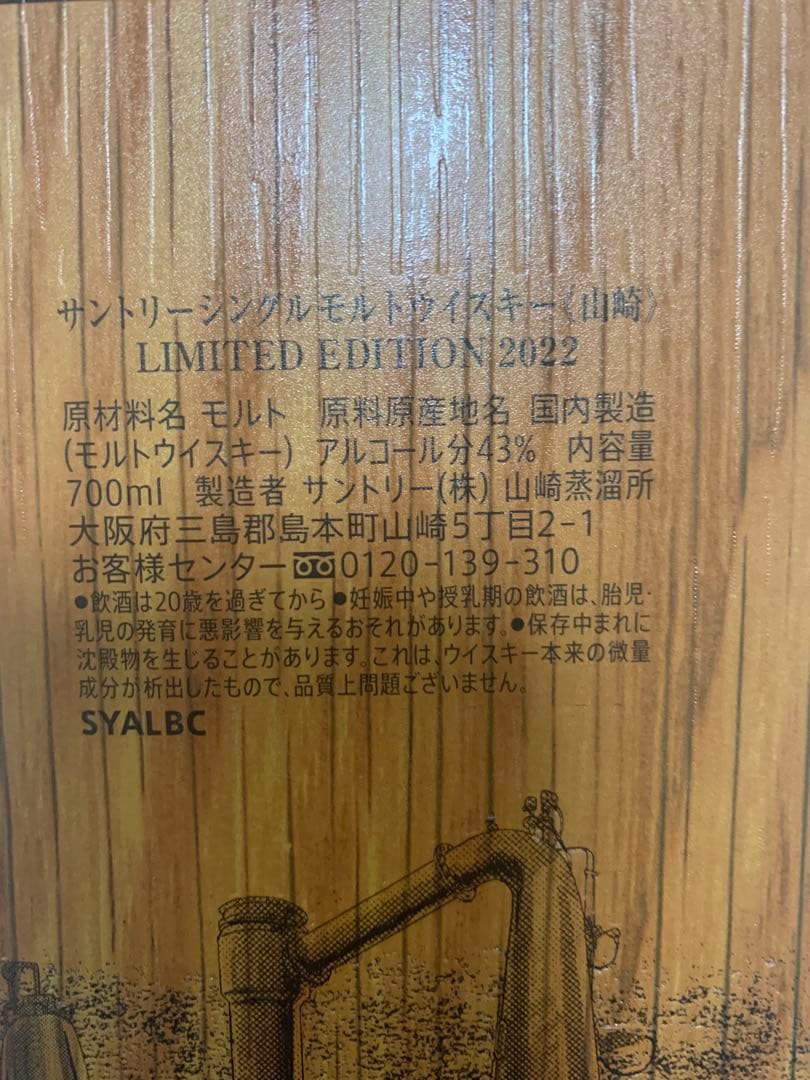 サントリーシングルモルトウイスキー《山崎》
LIMITED EDITION 2022
原材料名 モルト 原料原産地名 国内製造
(モルトウイスキー) アルコール分43% 内容量
700ml 製造者 サントリー(株) 山崎蒸溜所
大阪府三島郡島本町山崎5丁目2-1
お客様センター 0120-139-310
●飲酒は20歳を過ぎてから ●妊娠中や授乳期の飲酒は、胎児・
乳児の発育に悪影響を与えるおそれがあります。●保存中まれに
沈殿物を生じることがあります。これは、ウイスキー本来の微量
成分が析出したもので、品質上問題ございません。
SYALBC